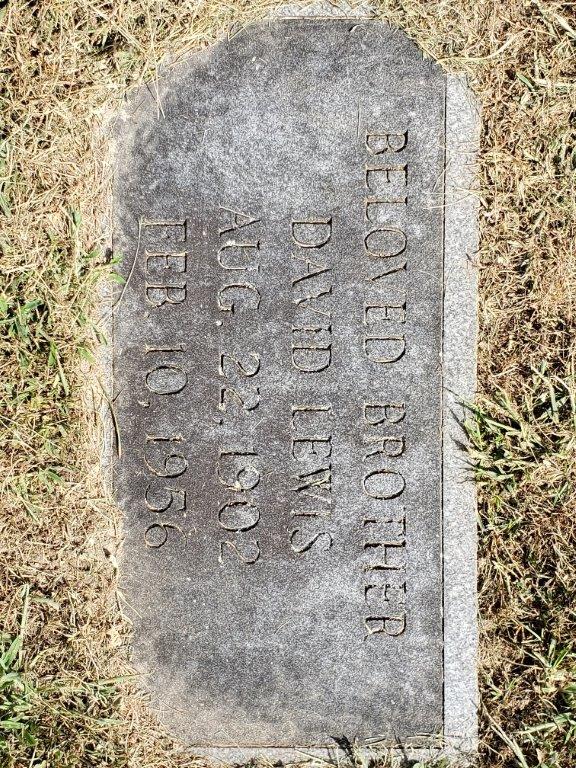 BELOVED BROTHER
DAVID LEWIS
AUG. 22, 1902
FEB. 10, 1956